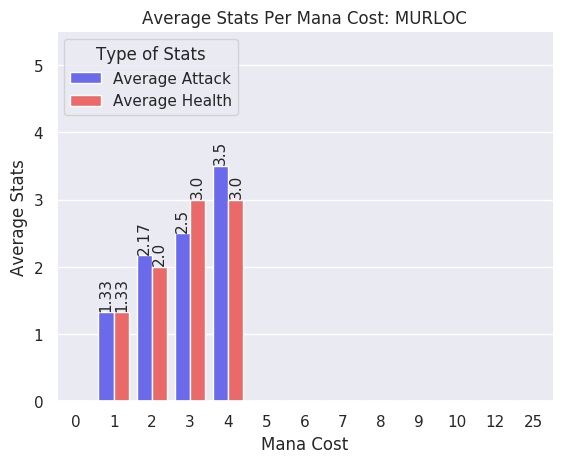 Average Stats Per Mana Cost: MURLOC
Type of Stats
Average Attack
Average Health
Average Stats
5
4
3
2
1
0
1.33
1.33
2.17
2.0
2.5
3.0
3.5
3.0
0 1 2 3 4 5 6 7 8 9 10 12 25
Mana Cost